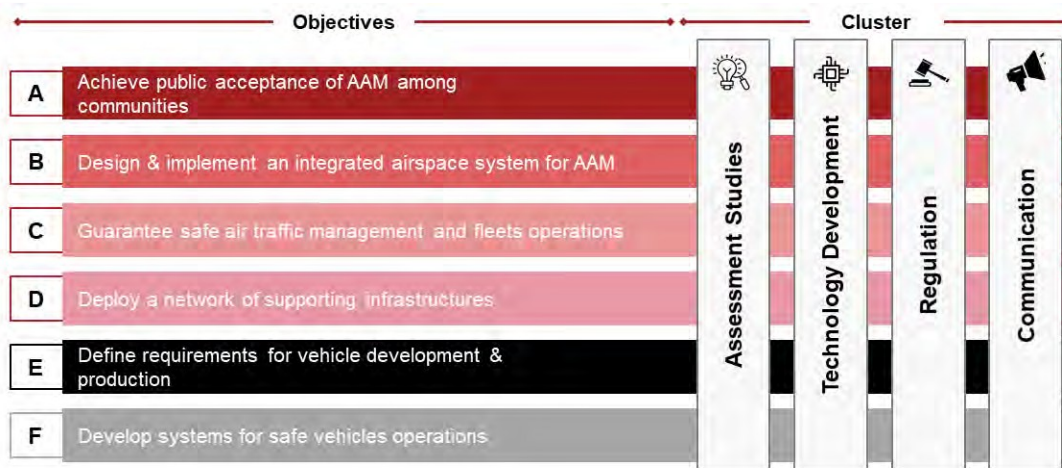 Objectives
Cluster
A
Achieve public acceptance of AAM among
communities
B
Design & implement an integrated airspace system for AAM
C
Guarantee safe air traffic management and fleets operations
D
Deploy a network of supporting infrastructures
E
Define requirements for vehicle development &
production
F
Develop systems for safe vehicles operations
Assessment Studies
Technology Development
Regulation
Communication